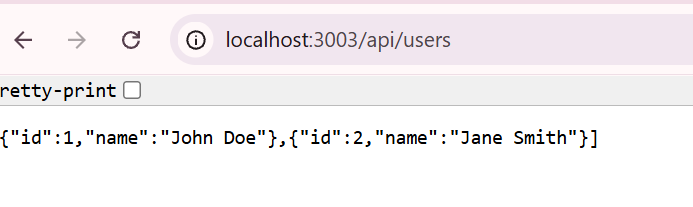 localhost:3003/api/users
retty-print
{"id":1,"name":"John Doe"},{"id":2,"name":"Jane Smith"}]